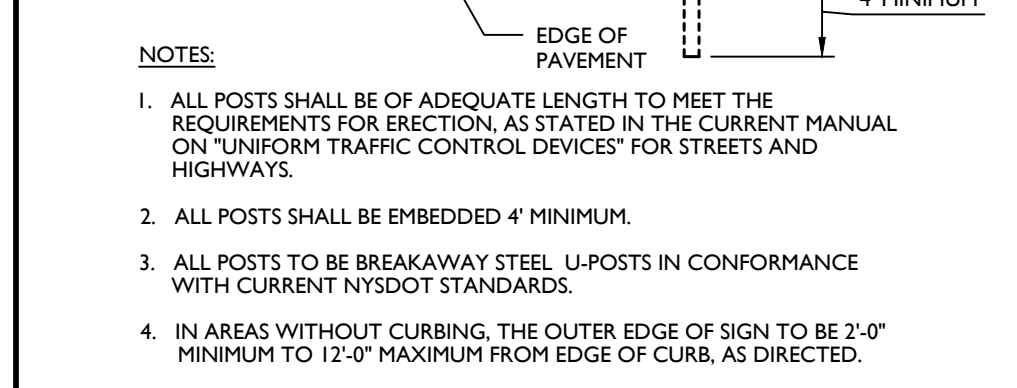 4' MINIMUM
EDGE OF
PAVEMENT
NOTES:
1. ALL POSTS SHALL BE OF ADEQUATE LENGTH TO MEET THE
REQUIREMENTS FOR ERECTION, AS STATED IN THE CURRENT MANUAL
ON "UNIFORM TRAFFIC CONTROL DEVICES" FOR STREETS AND
HIGHWAYS.
2. ALL POSTS SHALL BE EMBEDDED 4' MINIMUM.
3. ALL POSTS TO BE BREAKAWAY STEEL U-POSTS IN CONFORMANCE
WITH CURRENT NYSDOT STANDARDS.
4. IN AREAS WITHOUT CURBING, THE OUTER EDGE OF SIGN TO BE 2'-0"
MINIMUM TO 12'-0" MAXIMUM FROM EDGE OF CURB, AS DIRECTED.